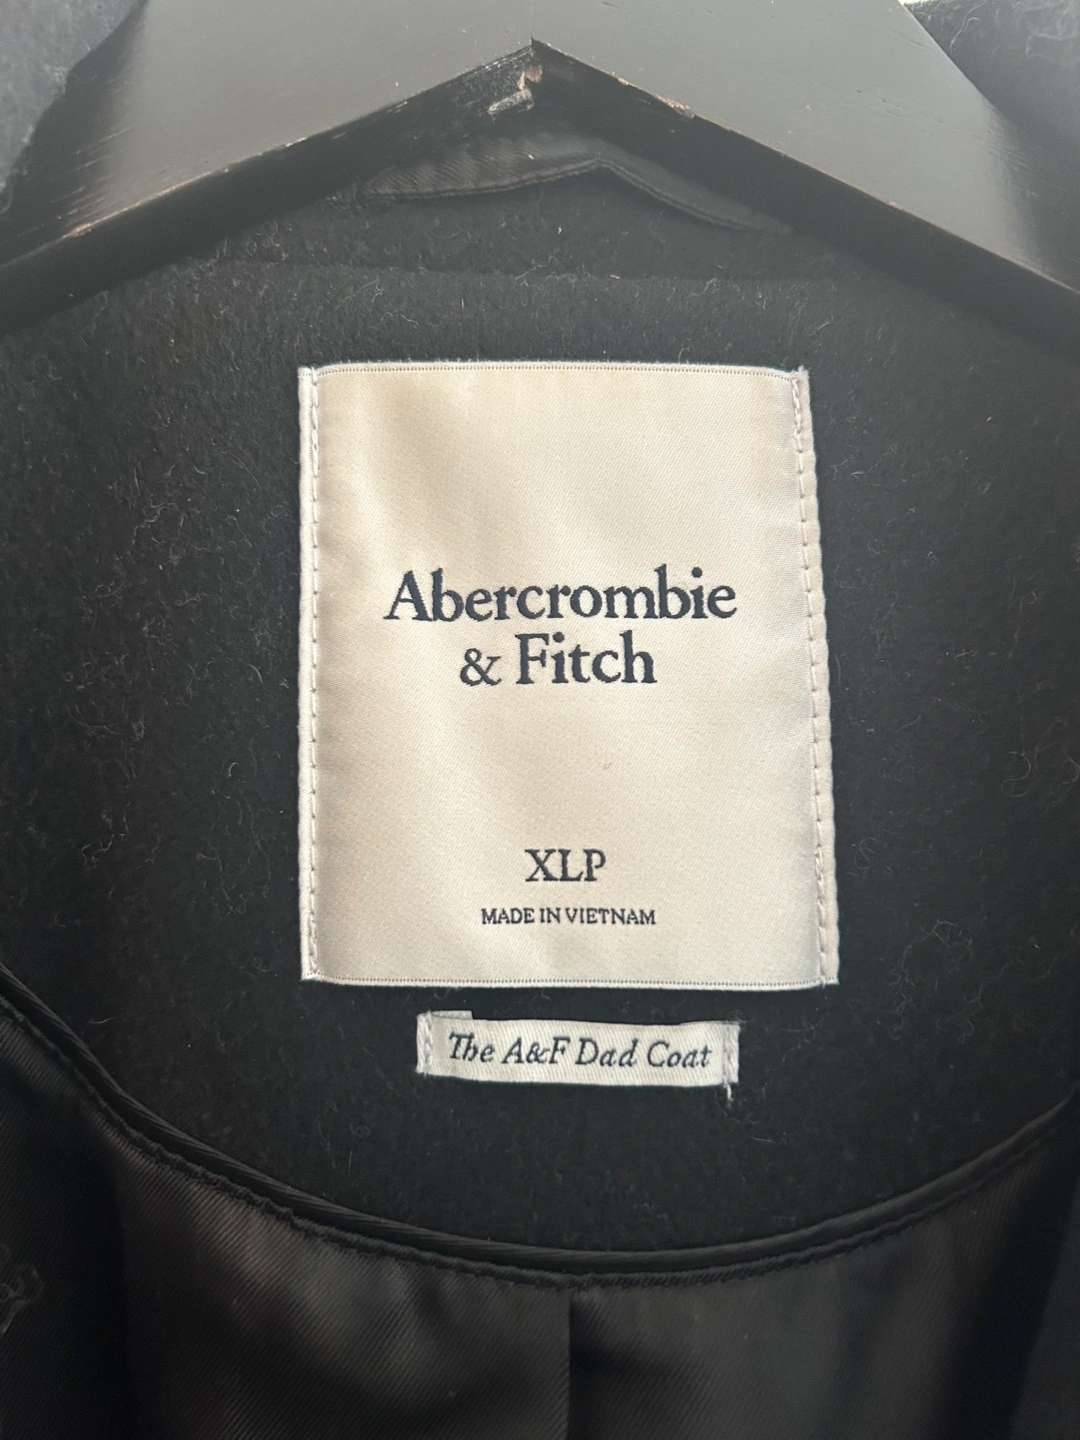 Abercrombie
& Fitch
XLP
MADE IN VIETNAM
The A&F Dad Coat